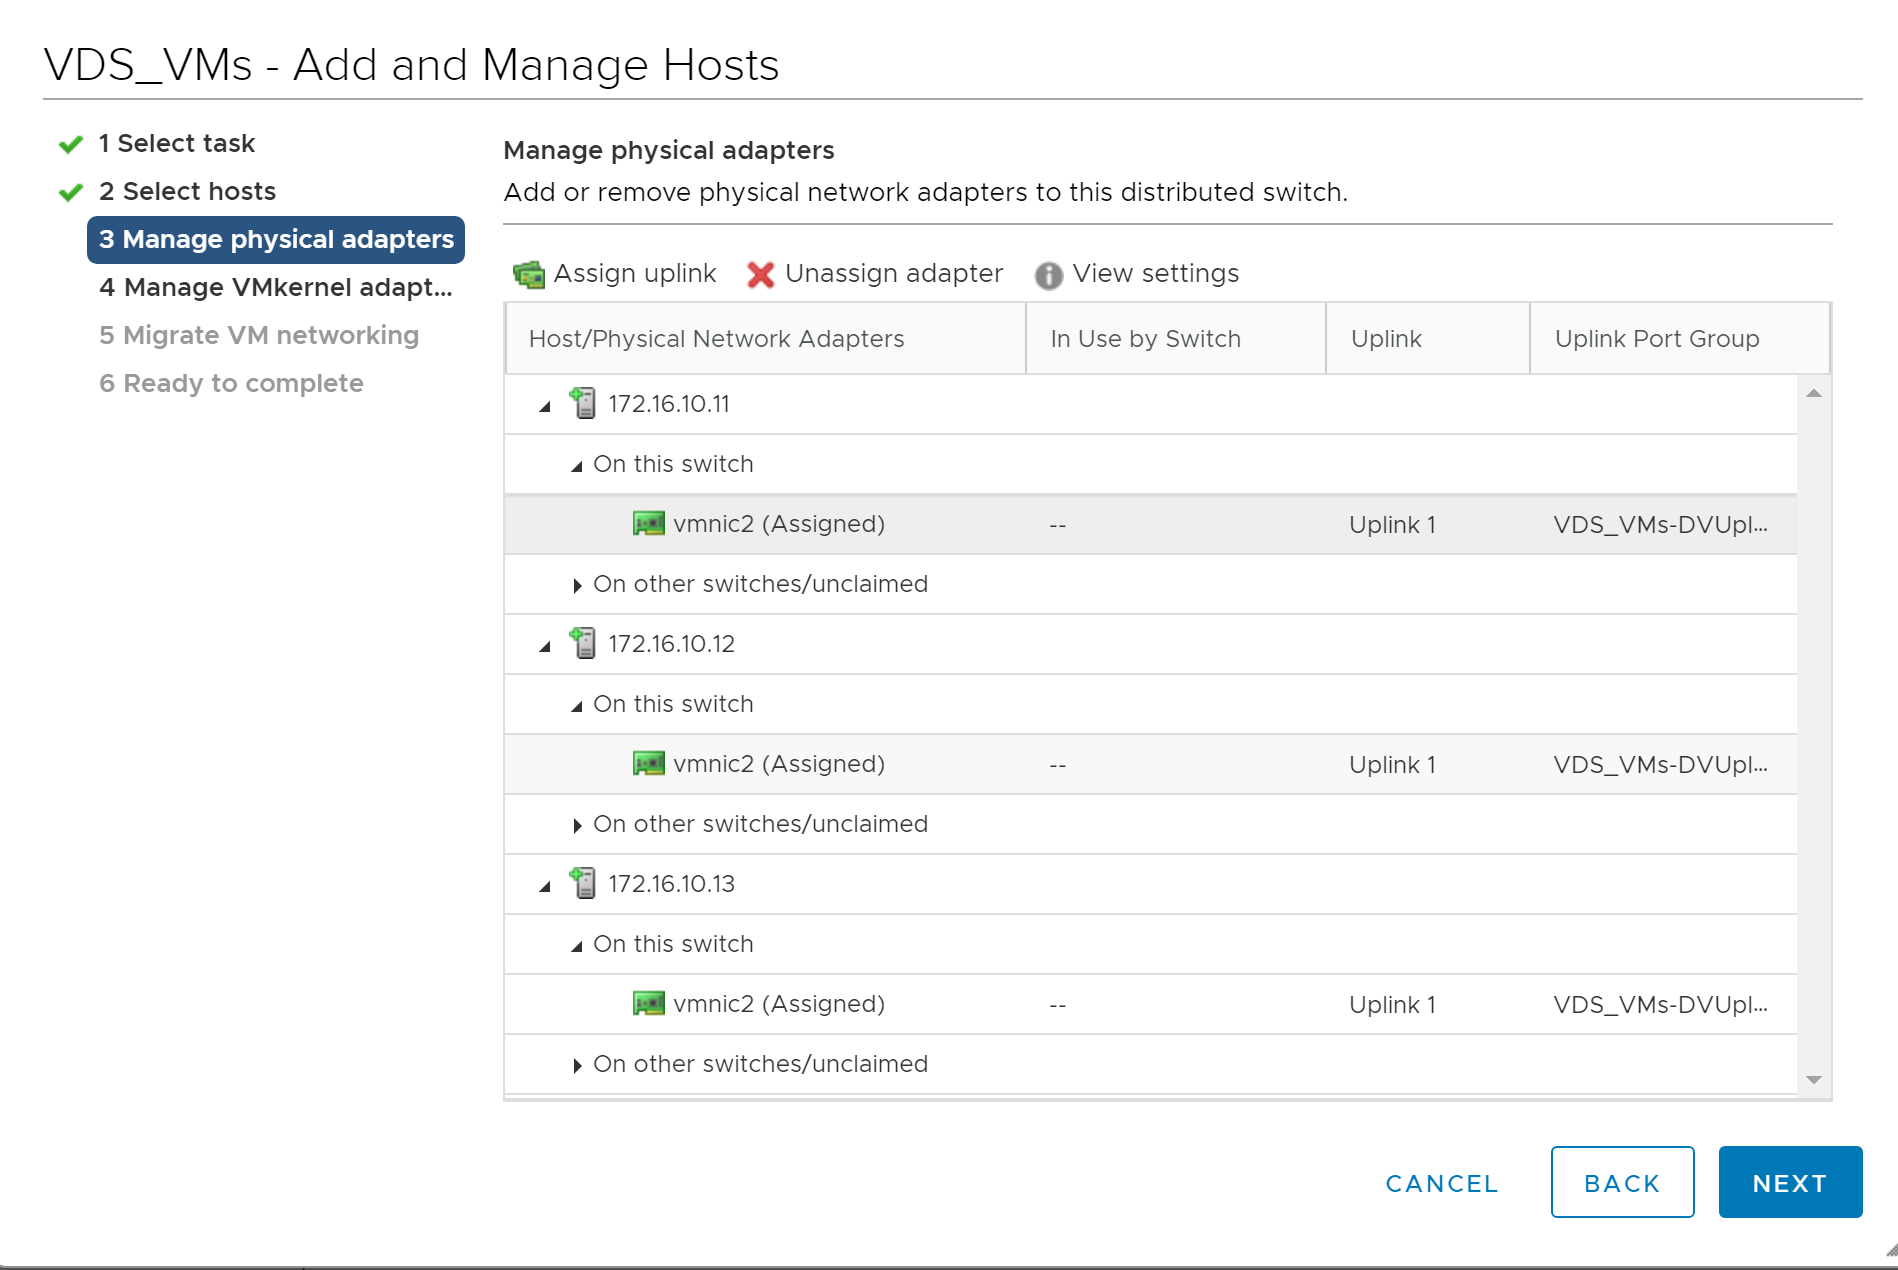 VDS_VMs - Add and Manage Hosts
1 Select task
2 Select hosts
3 Manage physical adapters
4 Manage VMkernel adapt...
5 Migrate VM networking
6 Ready to complete
Manage physical adapters
Add or remove physical network adapters to this distributed switch.
Assign uplink Unassign adapter View settings
Host/Physical Network Adapters In Use by Switch Uplink Uplink Port Group
172.16.10.11
On this switch
vmnic2 (Assigned) -- Uplink 1 VDS_VMs-DVUpl...
On other switches/unclaimed
172.16.10.12
On this switch
vmnic2 (Assigned) -- Uplink 1 VDS_VMs-DVUpl...
On other switches/unclaimed
172.16.10.13
On this switch
vmnic2 (Assigned) -- Uplink 1 VDS_VMs-DVUpl...
On other switches/unclaimed
CANCEL BACK NEXT